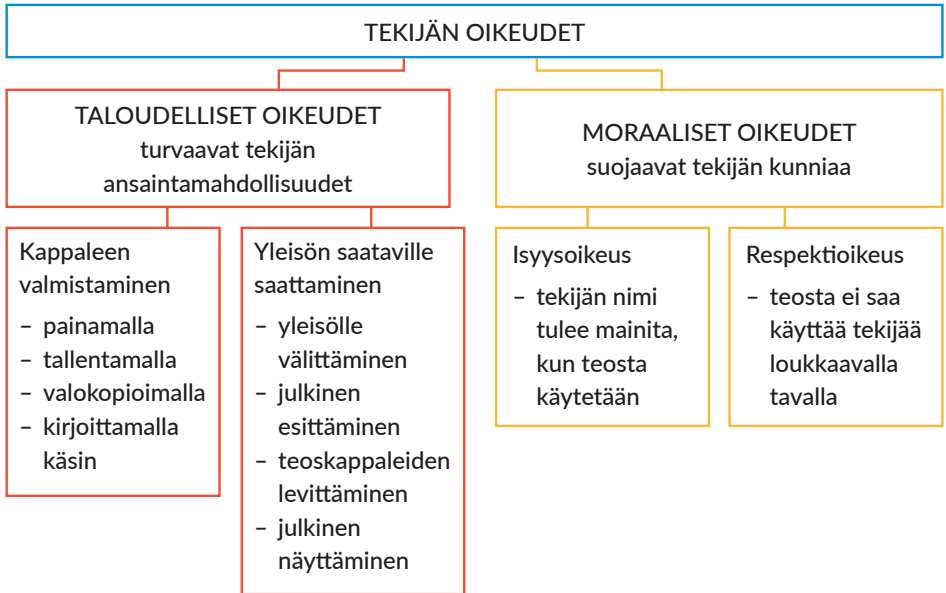 TEKIJÄN OIKEUDET
TALOUDELLISET OIKEUDET
turvaavat tekijän
ansaintamahdollisuudet
MORAALISET OIKEUDET
suojaavat tekijän kunniaa
Kappaleen
valmistaminen
– painamalla
– tallentamalla
– valokopioimalla
– kirjoittamalla
käsin
Yleisön saataville
saattaminen
– yleisölle
välittäminen
– julkinen
esittäminen
– teoskappaleiden
levittäminen
– julkinen
näyttäminen
Isyysoikeus
– tekijän nimi
tulee mainita,
kun teosta
käytetään
Respektioikeus
– teosta ei saa
käyttää tekijää
loukkaavalla
tavalla